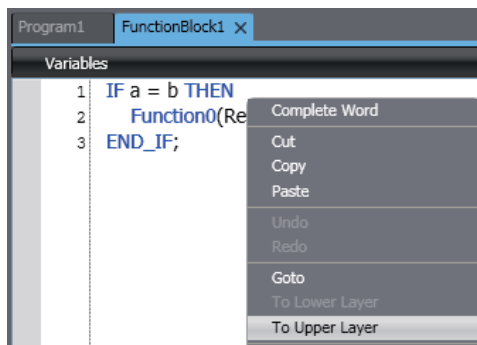 Program1 FunctionBlock1 ×
Variables
1 IF a = b THEN
2 Function0(Re
3 END_IF;
Complete Word
Cut
Copy
Paste
Undo
Redo
Goto
To Lower Layer
To Upper Layer